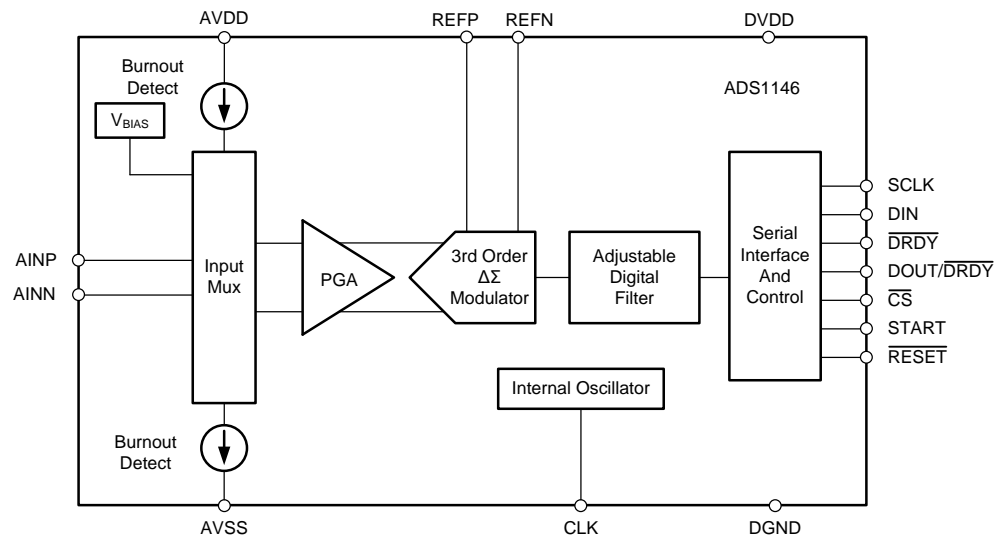 AVDD
REFP
REFN
DVDD
Burnout
Detect
ADS1146
VBIAS
SCLK
DIN
DRDY
DOUT/DRDY
CS
START
RESET
AINP
AINN
Input
Mux
PGA
3rd Order
ΔΣ
Modulator
Adjustable
Digital
Filter
Serial
Interface
And
Control
Internal Oscillator
Burnout
Detect
AVSS
CLK
DGND